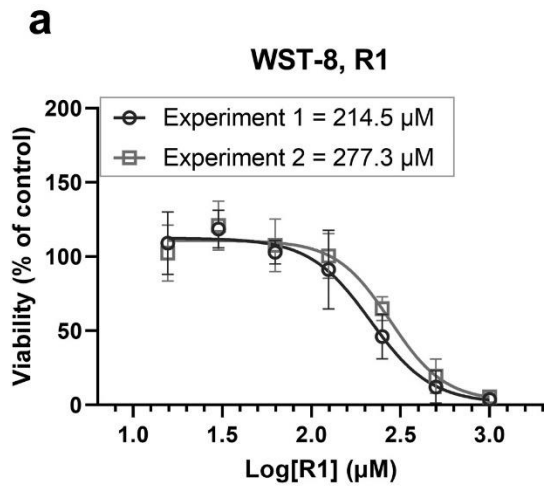 a
WST-8, R1
Experiment 1 = 214.5 µM
Experiment 2 = 277.3 µM
Viability (% of control)
200
150
100
50
0
1.0 1.5 2.0 2.5 3.0
Log[R1] (µM)